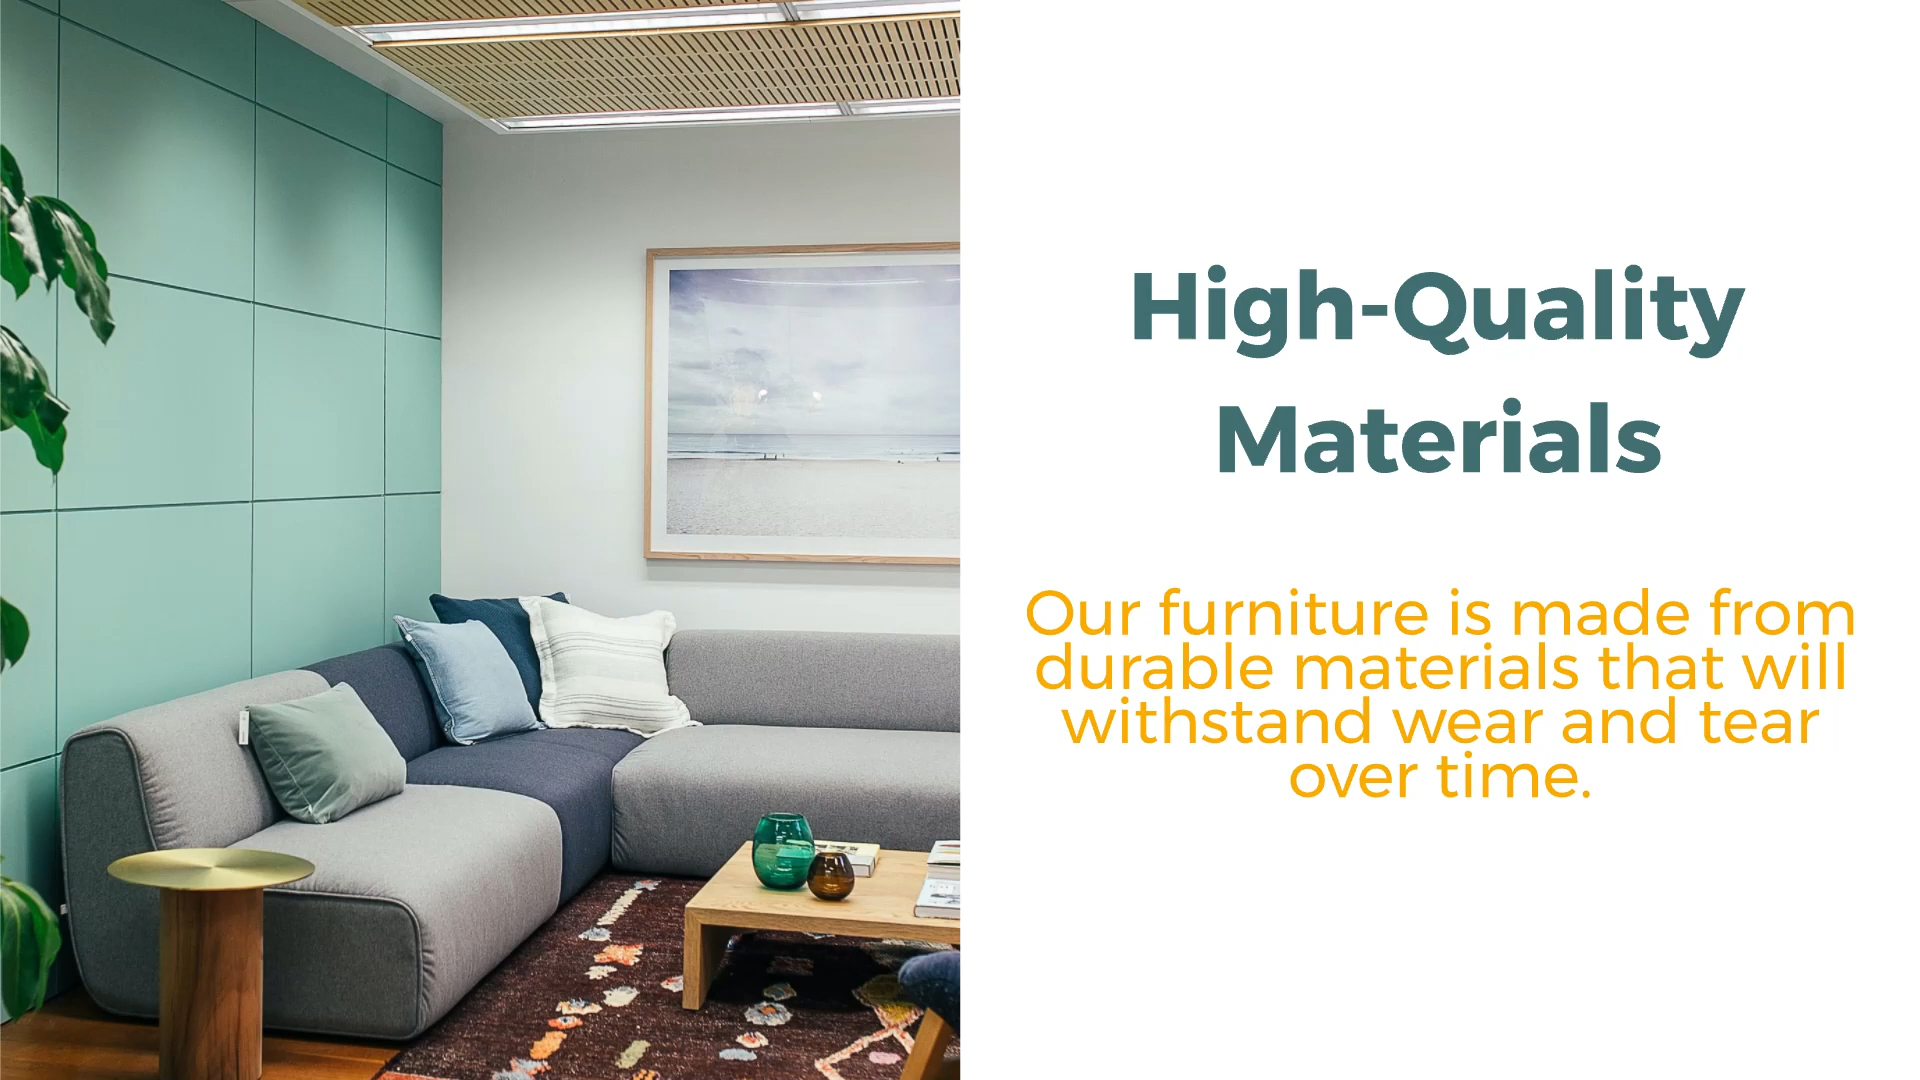 High-Quality
Materials
Our furniture is made from
durable materials that will
withstand wear and tear
over time.